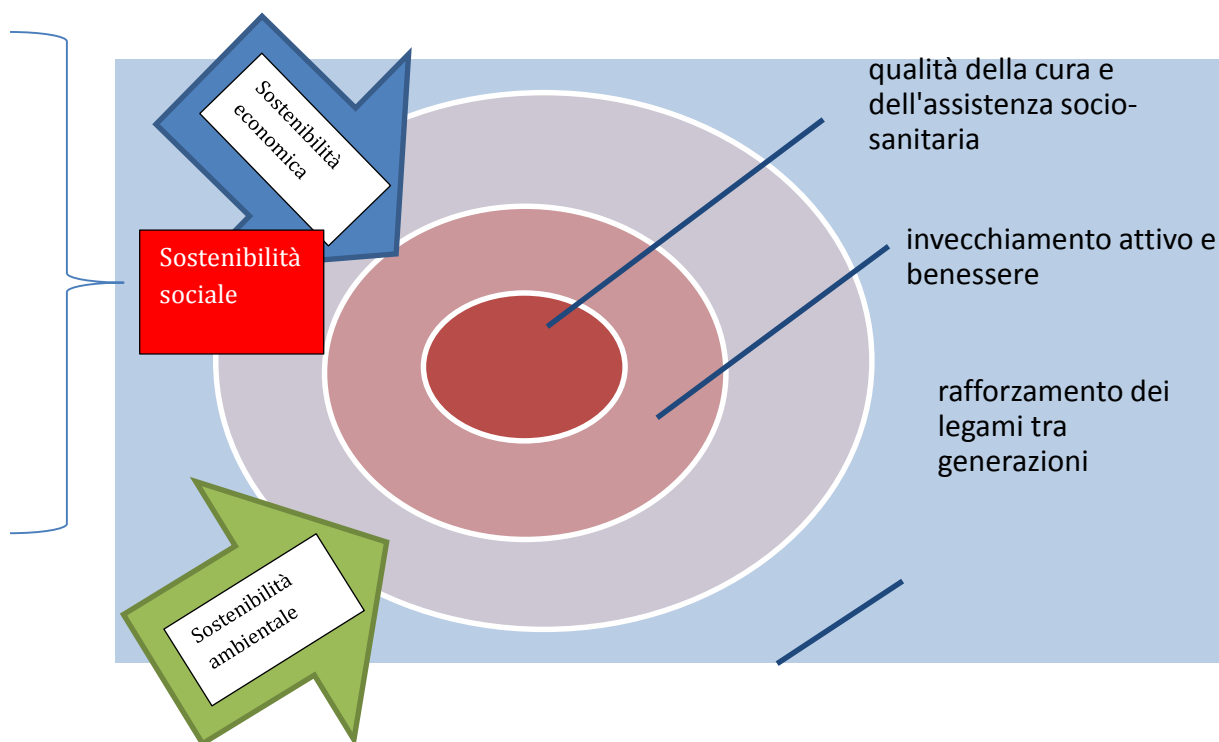 Sostenibilità
economica
Sostenibilità
sociale
Sostenibilità
ambientale
qualità della cura e
dell'assistenza socio-
sanitaria
invecchiamento attivo e
benessere
rafforzamento dei
legami tra
generazioni